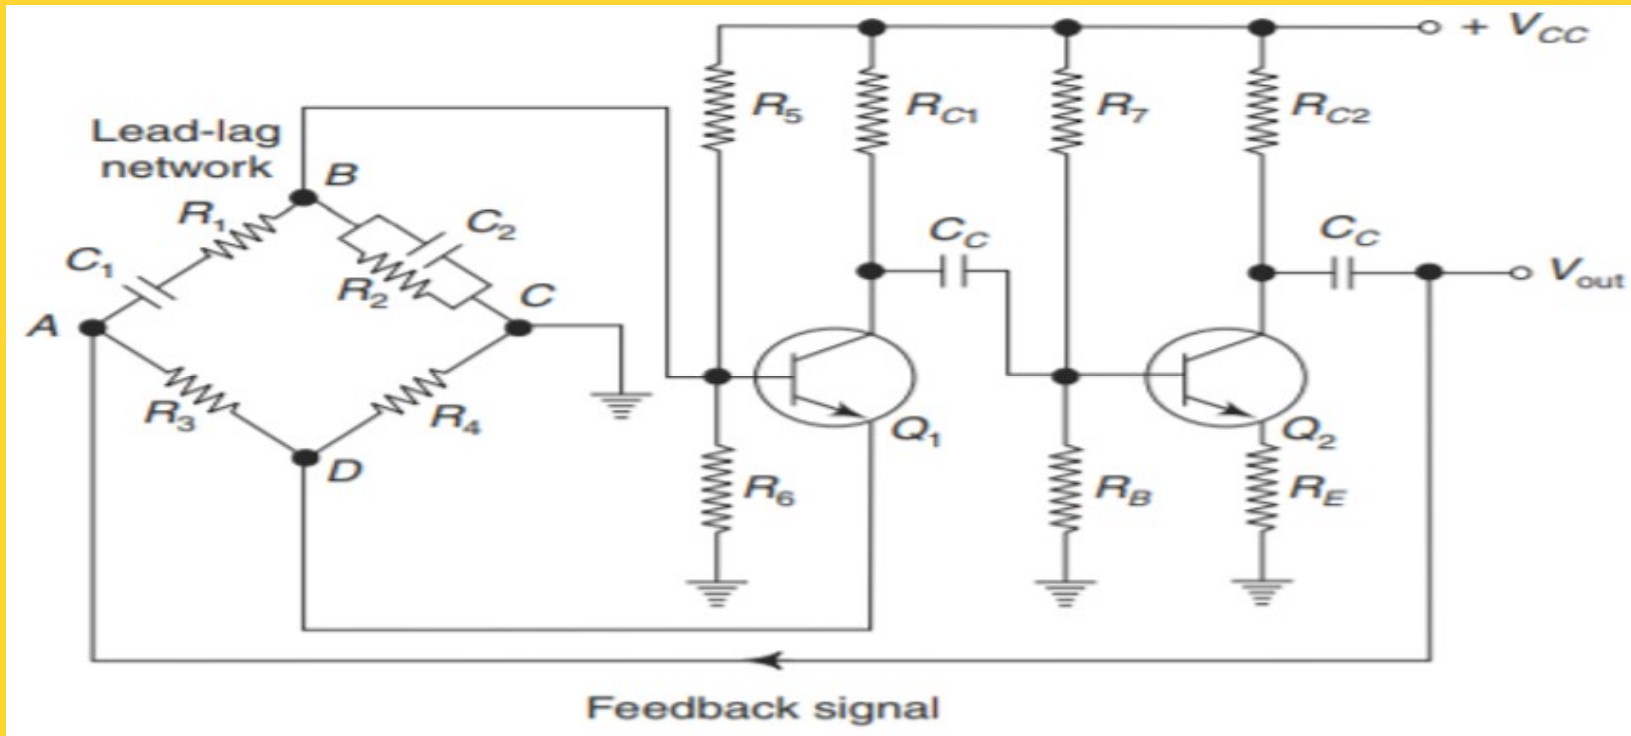 + VCC
R5
RC1
R7
RC2
Lead-lag
network
B
R1
C2
CC
CC
C1
R2
C
Vout
A
R3
R4
Q1
Q2
D
R6
RB
RE
Feedback signal